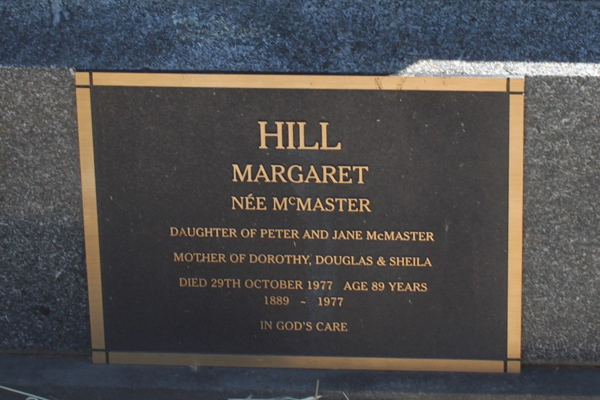 HILL
MARGARET
NÉE McMASTER
DAUGHTER OF PETER AND JANE McMASTER
MOTHER OF DOROTHY, DOUGLAS & SHEILA
DIED 29TH OCTOBER 1977 AGE 89 YEARS
1889 - 1977
IN GOD'S CARE